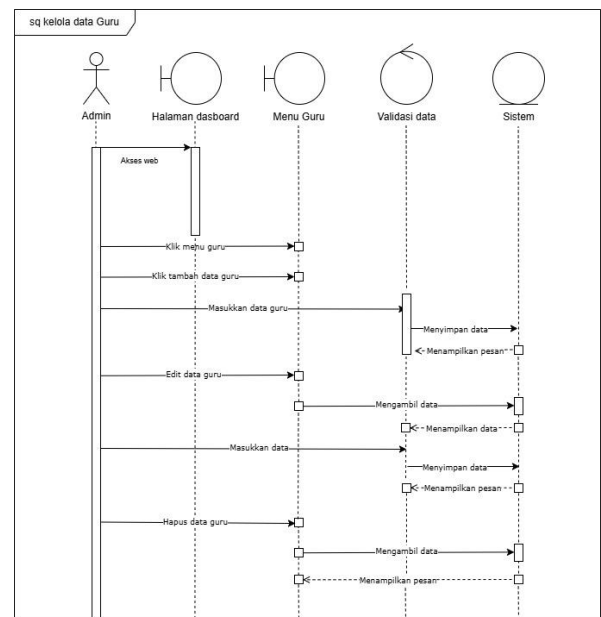 sq kelola data Guru
Admin
Halaman dasboard
Menu Guru
Validasi data
Sistem
Akses web
Klik menu guru
Klik tambah data guru
Masukkan data guru
Menyimpan data
Menampilkan pesan
Edit data guru
Mengambil data
Menampilkan data
Masukkan data
Menyimpan data
Menampilkan pesan
Hapus data guru
Mengambil data
Menampilkan pesan